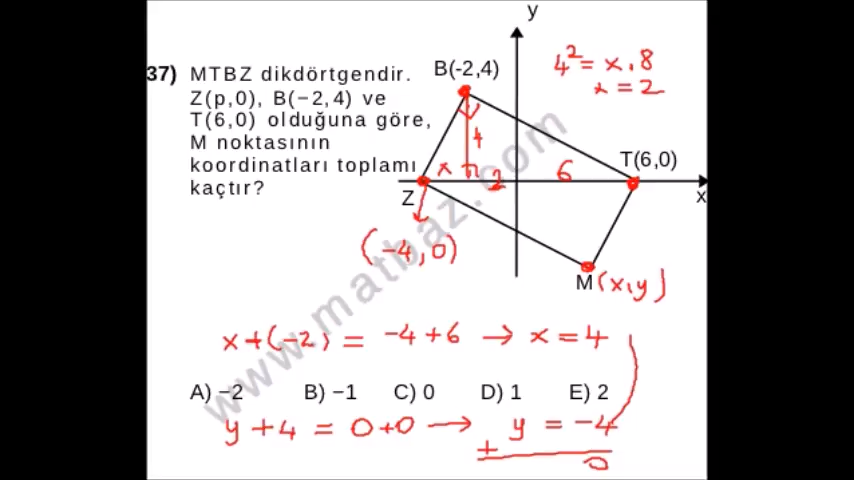 y
4² = x.8
x = 2
37) MTBZ dikdörtgendir.
Z(p,0), B(−2,4) ve
T(6,0) olduğuna göre,
M noktasının
koordinatları toplamı
kaçtır?
B(-2,4)
4
x 2 6
T(6,0)
Z
x
(-4,0)
M (x,y)
www.matbaz.com
x+(-2) = -4+6 → x = 4
A) −2 B) −1 C) 0 D) 1 E) 2
y+4 = 0+0 → y = -4
+
0